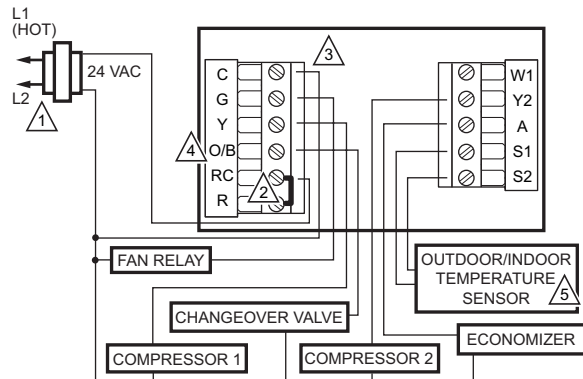 L1
(HOT)
24 VAC
L2
1
3
C
G
Y
4
O/B
RC
2
R
W1
Y2
A
S1
S2
FAN RELAY
OUTDOOR/INDOOR
TEMPERATURE
SENSOR
5
CHANGEOVER VALVE
ECONOMIZER
COMPRESSOR 1
COMPRESSOR 2